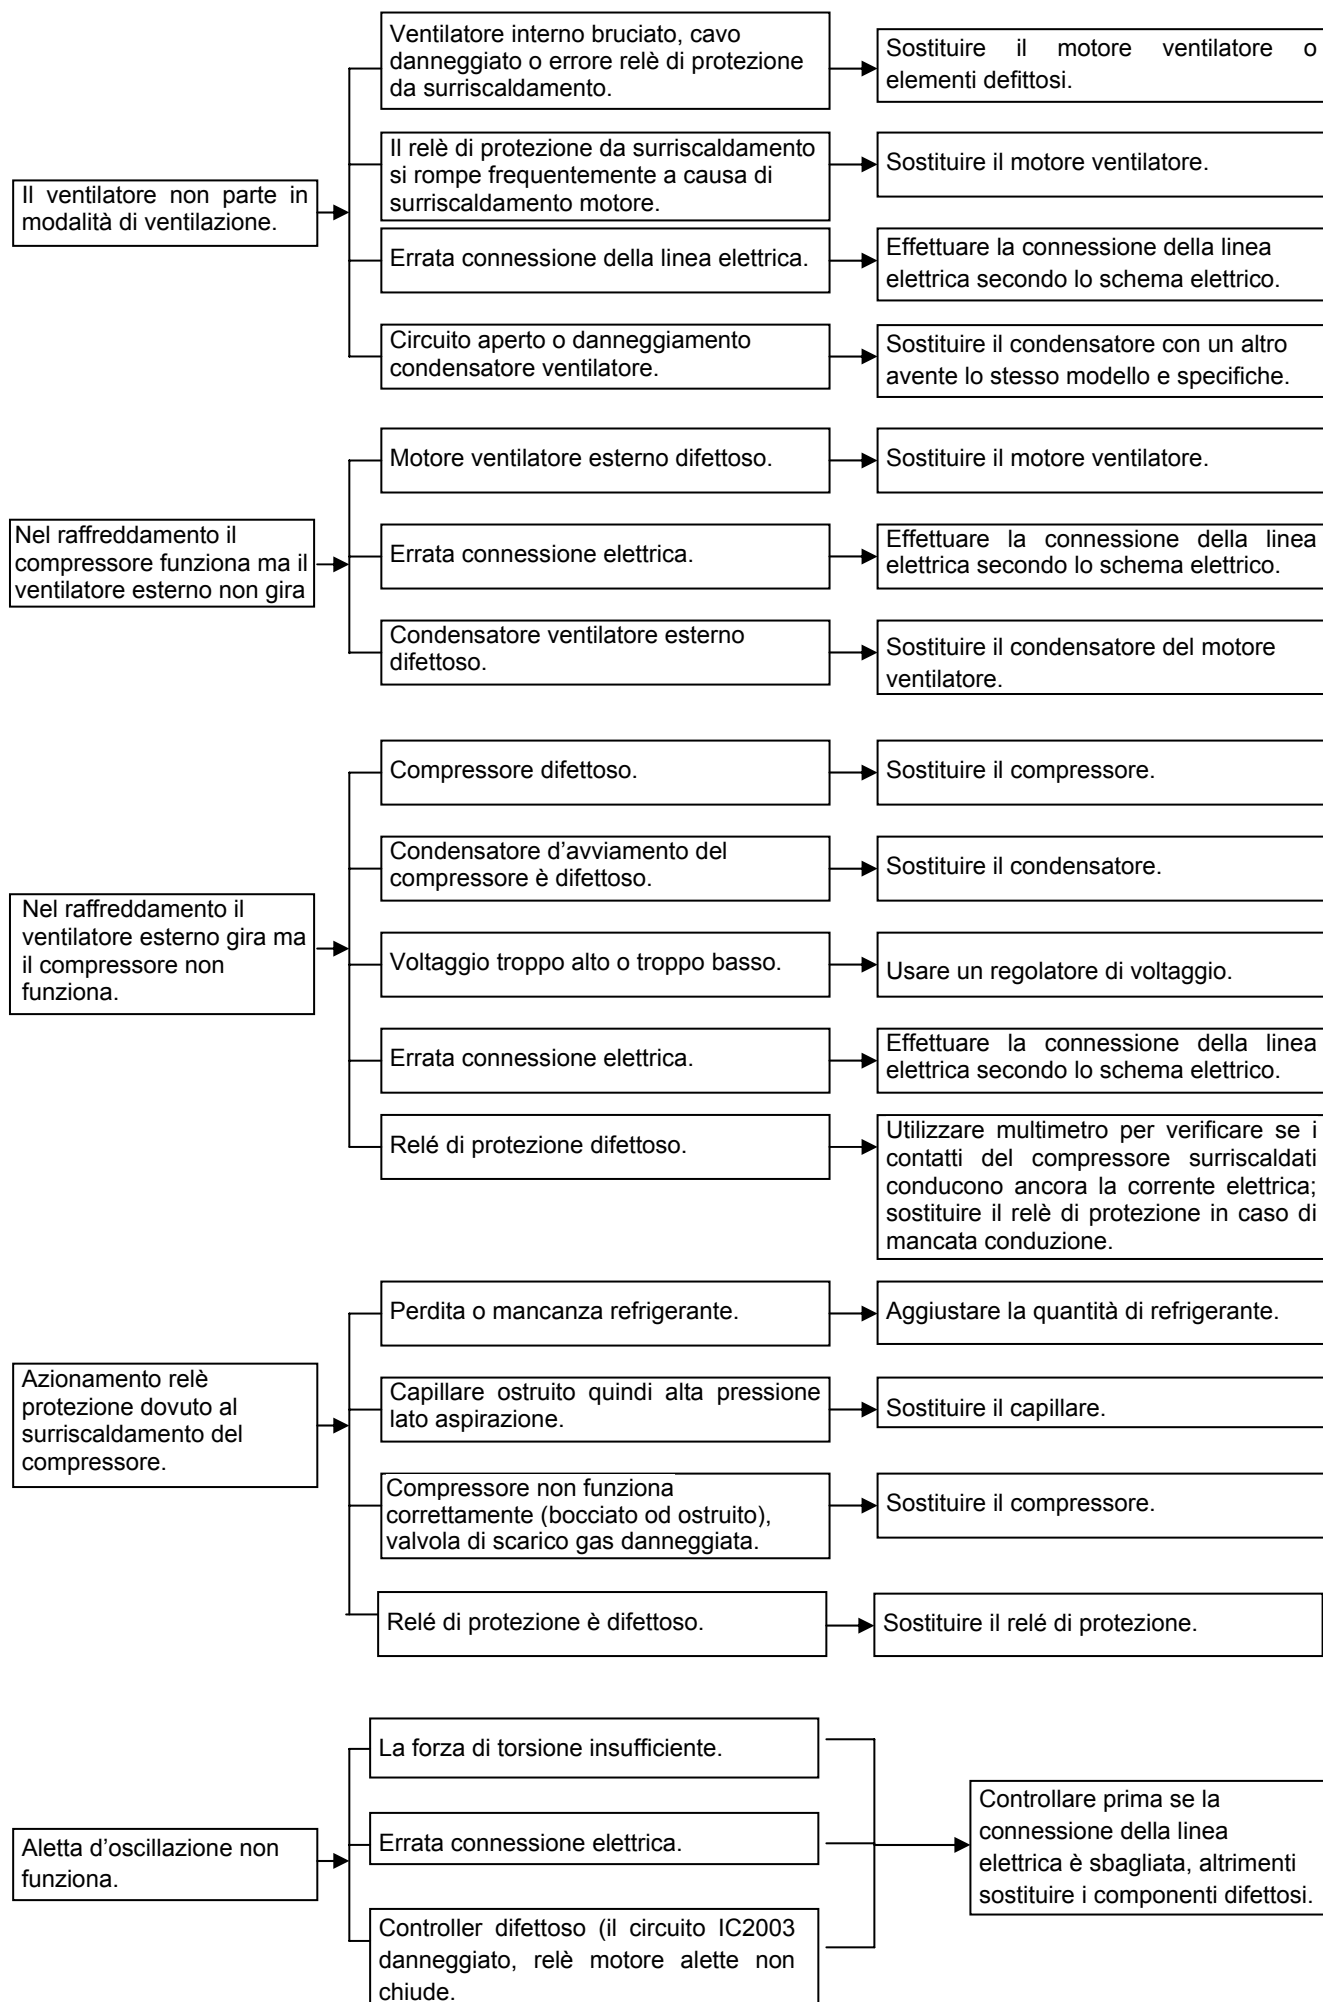 Ventilatore interno bruciato, cavo
danneggiato o errore relè di protezione
da surriscaldamento.
Sostituire il motore ventilatore o
elementi defittosi.
Il relè di protezione da surriscaldamento
si rompe frequentemente a causa di
surriscaldamento motore.
Sostituire il motore ventilatore.
Il ventilatore non parte in
modalità di ventilazione.
Errata connessione della linea elettrica.
Effettuare la connessione della linea
elettrica secondo lo schema elettrico.
Circuito aperto o danneggiamento
condensatore ventilatore.
Sostituire il condensatore con un altro
avente lo stesso modello e specifiche.
Motore ventilatore esterno difettoso.
Sostituire il motore ventilatore.
Nel raffreddamento il
compressore funziona ma il
ventilatore esterno non gira
Errata connessione elettrica.
Effettuare la connessione della linea
elettrica secondo lo schema elettrico.
Condensatore ventilatore esterno
difettoso.
Sostituire il condensatore del motore
ventilatore.
Compressore difettoso.
Sostituire il compressore.
Condensatore d'avviamento del
compressore è difettoso.
Sostituire il condensatore.
Nel raffreddamento il
ventilatore esterno gira ma
il compressore non
funziona.
Voltaggio troppo alto o troppo basso.
Usare un regolatore di voltaggio.
Errata connessione elettrica.
Effettuare la connessione della linea
elettrica secondo lo schema elettrico.
Relé di protezione difettoso.
Utilizzare multimetro per verificare se i
contatti del compressore surriscaldati
conducono ancora la corrente elettrica;
sostituire il relè di protezione in caso di
mancata conduzione.
Perdita o mancanza refrigerante.
Aggiustare la quantità di refrigerante.
Azionamento relè
protezione dovuto al
surriscaldamento del
compressore.
Capillare ostruito quindi alta pressione
lato aspirazione.
Sostituire il capillare.
Compressore non funziona
correttamente (bocciato od ostruito),
valvola di scarico gas danneggiata.
Sostituire il compressore.
Relé di protezione è difettoso.
Sostituire il relé di protezione.
La forza di torsione insufficiente.
Aletta d'oscillazione non
funziona.
Errata connessione elettrica.
Controller difettoso (il circuito IC2003
danneggiato, relè motore alette non
chiude.
Controllare prima se la
connessione della linea
elettrica è sbagliata, altrimenti
sostituire i componenti difettosi.